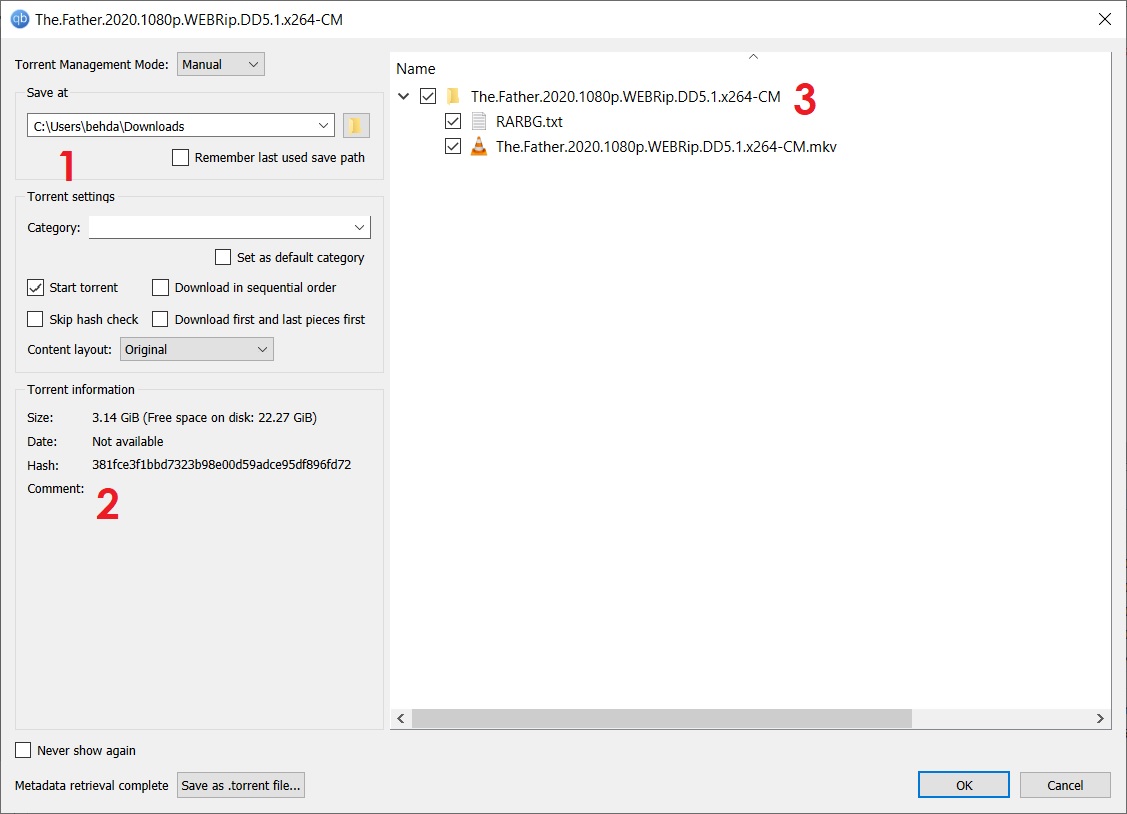 qb The.Father.2020.1080p.WEBRip.DD5.1.x264-CM
Torrent Management Mode: Manual
Save at
C:\Users\behda\Downloads
1
Remember last used save path
Torrent settings
Category:
Set as default category
Start torrent Download in sequential order
Skip hash check Download first and last pieces first
Content layout: Original
Torrent information
Size: 3.14 GiB (Free space on disk: 22.27 GiB)
Date: Not available
Hash: 381fce3f1bbd7323b98e00d59adce95df896fd72
Comment:
2
Name
The.Father.2020.1080p.WEBRip.DD5.1.x264-CM 3
RARBG.txt
The.Father.2020.1080p.WEBRip.DD5.1.x264-CM.mkv
Never show again
Metadata retrieval complete Save as .torrent file...
OK Cancel